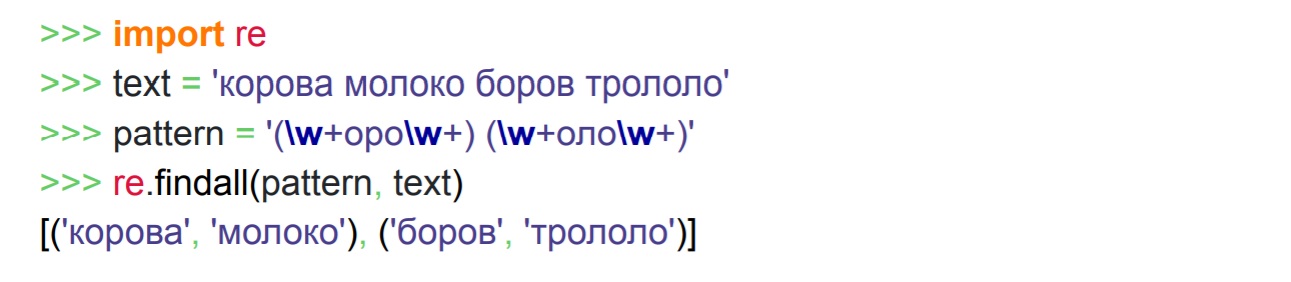 >>> import re
>>> text = 'корова молоко боров трололо'
>>> pattern = '(\w+оро\w+) (\w+оло\w+)'
>>> re.findall(pattern, text)
[('корова', 'молоко'), ('боров', 'трололо')]